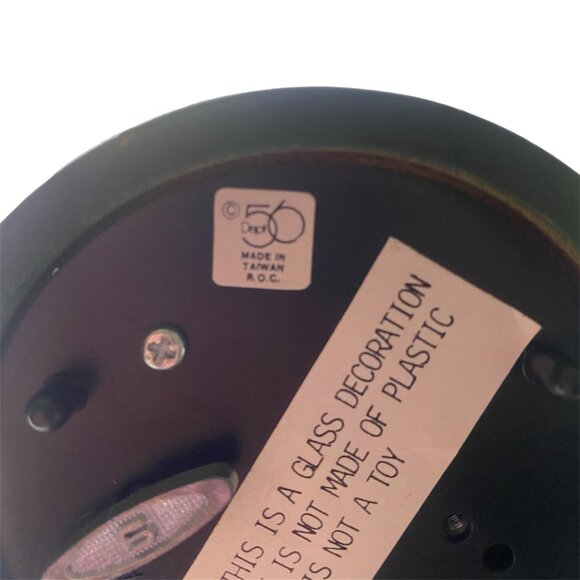 © Dept 56
MADE IN
TAIWAN
R.O.C.
THIS IS A GLASS DECORATION
IS NOT MADE OF PLASTIC
IS NOT A TOY